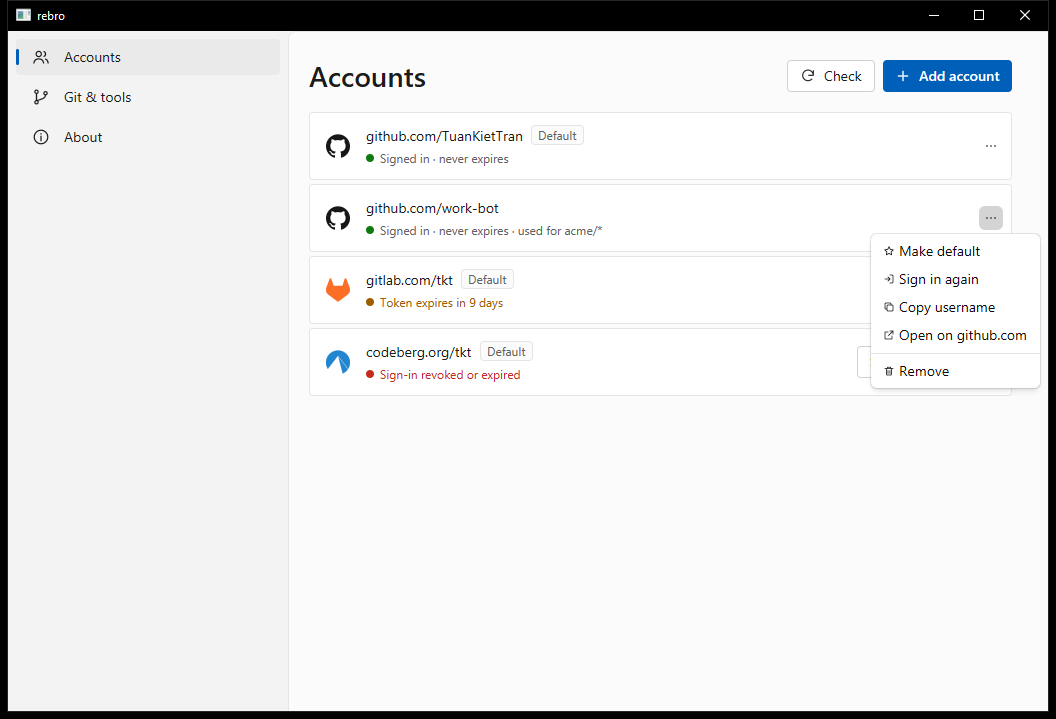 rebro
Accounts
Git & tools
About
Accounts
Check
Add account
github.com/TuanKietTran Default
Signed in · never expires
github.com/work-bot
Signed in · never expires · used for acme/*
gitlab.com/tkt Default
Token expires in 9 days
codeberg.org/tkt Default
Sign-in revoked or expired
Make default
Sign in again
Copy username
Open on github.com
Remove